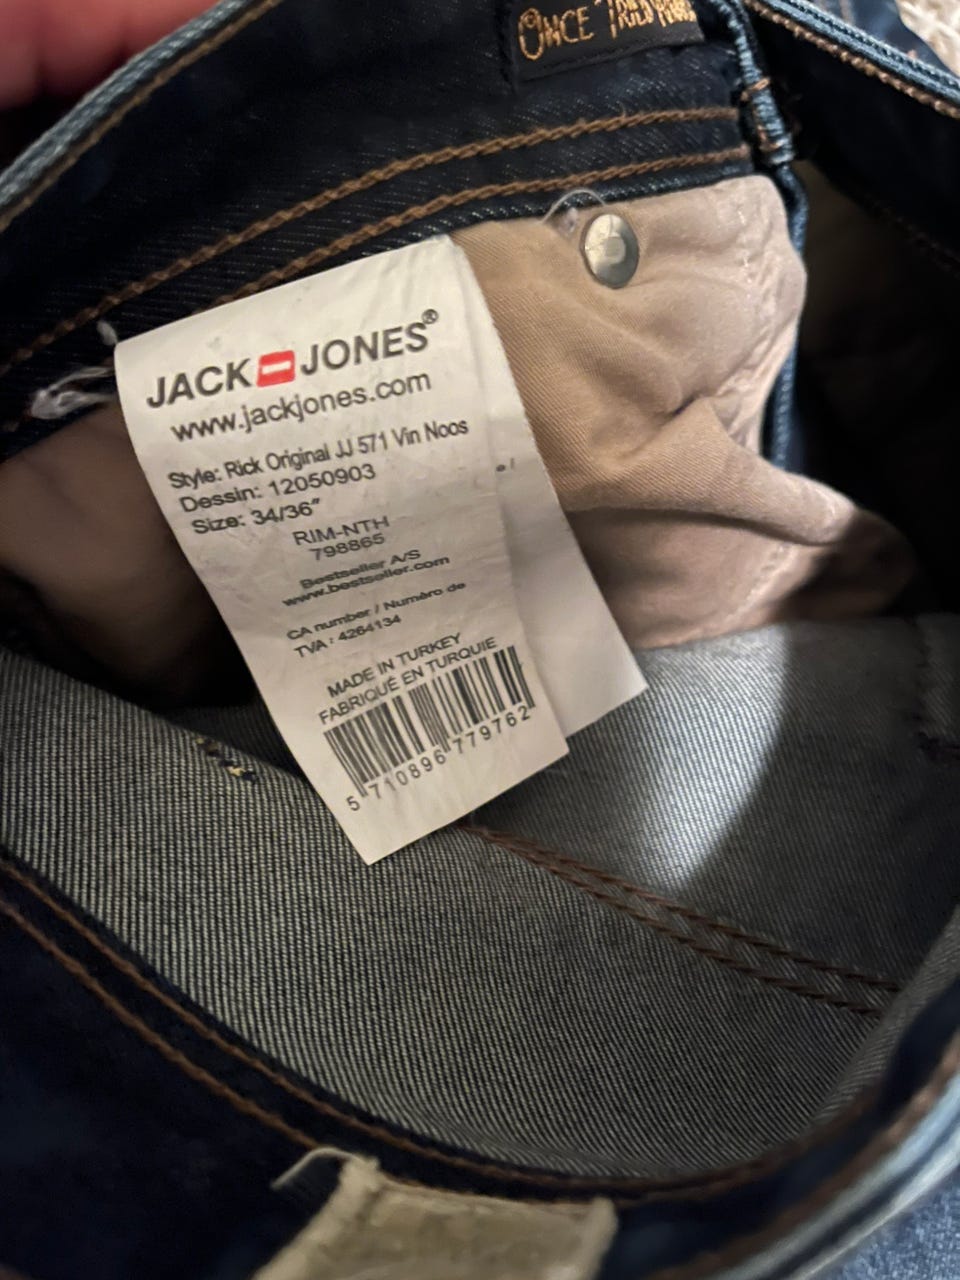 ONCE TRIED
JACK JONES®
www.jackjones.com
Style: Rick Original JJ 571 Vin Noos
Dessin: 12050903
Size: 34/36"
RIM-NTH
798865
Bestseller A/S
www.bestseller.com
CA number / Numéro de
TVA : 4264134
MADE IN TURKEY
FABRIQUÉ EN TURQUIE
5 710896 779762